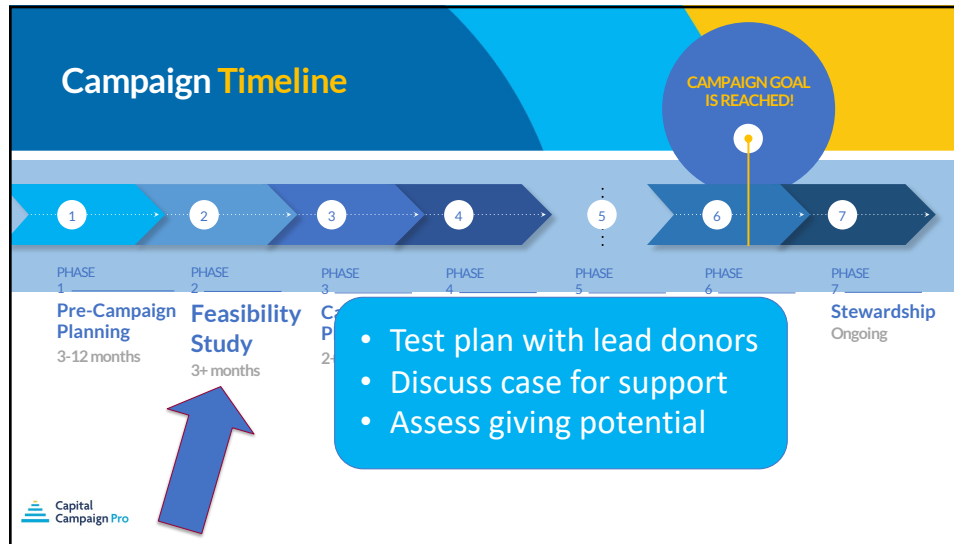 Campaign Timeline
CAMPAIGN GOAL
IS REACHED!
1
2
3
4
5
6
7
PHASE
1
Pre-Campaign
Planning
3-12 months
PHASE
2
Feasibility
Study
3+ months
PHASE
3
PHASE
4
PHASE
5
PHASE
6
PHASE
7
Stewardship
Ongoing
• Test plan with lead donors
• Discuss case for support
• Assess giving potential
Capital
Campaign Pro